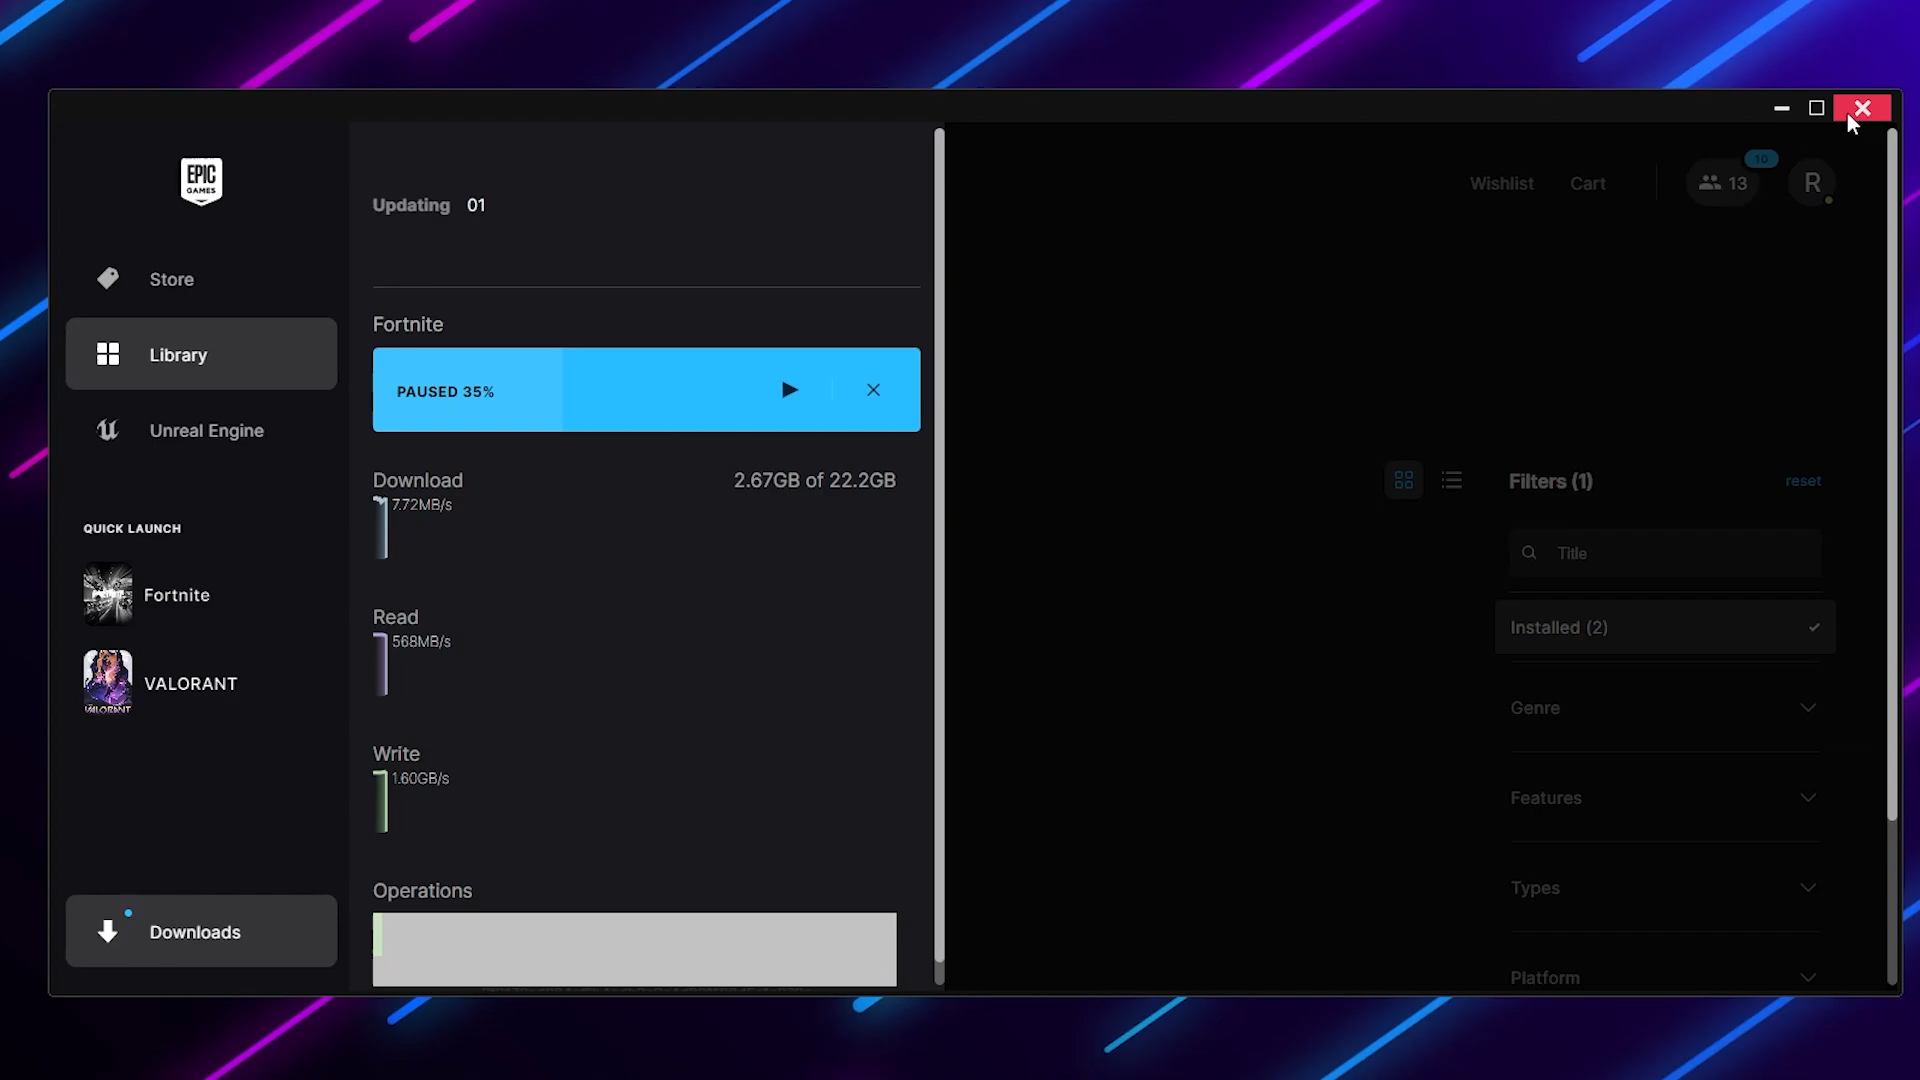 EPIC
GAMES
Store
Library
Unreal Engine
QUICK LAUNCH
Fortnite
VALORANT
VALORANT
Downloads
Updating 01
Fortnite
PAUSED 35%
Download 2.67GB of 22.2GB
7.72MB/s
Read
568MB/s
Write
1.60GB/s
Operations
Wishlist Cart 13 10 R
Filters (1) reset
Title
Installed (2)
Genre
Features
Types
Platform